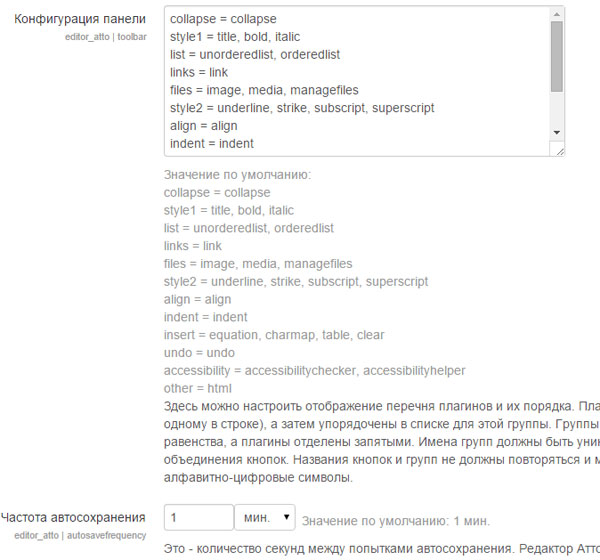 Конфигурация панели
editor_atto | toolbar
collapse = collapse
style1 = title, bold, italic
list = unorderedlist, orderedlist
links = link
files = image, media, managefiles
style2 = underline, strike, subscript, superscript
align = align
indent = indent
Значение по умолчанию:
collapse = collapse
style1 = title, bold, italic
list = unorderedlist, orderedlist
links = link
files = image, media, managefiles
style2 = underline, strike, subscript, superscript
align = align
indent = indent
insert = equation, charmap, table, clear
undo = undo
accessibility = accessibilitychecker, accessibilityhelper
other = html
Здесь можно настроить отображение перечня плагинов и их порядка. Пла
одному в строке), а затем упорядочены в списке для этой группы. Группы
равенства, а плагины отделены запятыми. Имена групп должны быть уни
объединения кнопок. Названия кнопок и групп не должны повторяться и м
алфавитно-цифровые символы.
Частота автосохранения
editor_atto | autosavefrequency
1 мин. Значение по умолчанию: 1 мин.
Это - количество секунд между попытками автосохранения. Редактор Атто